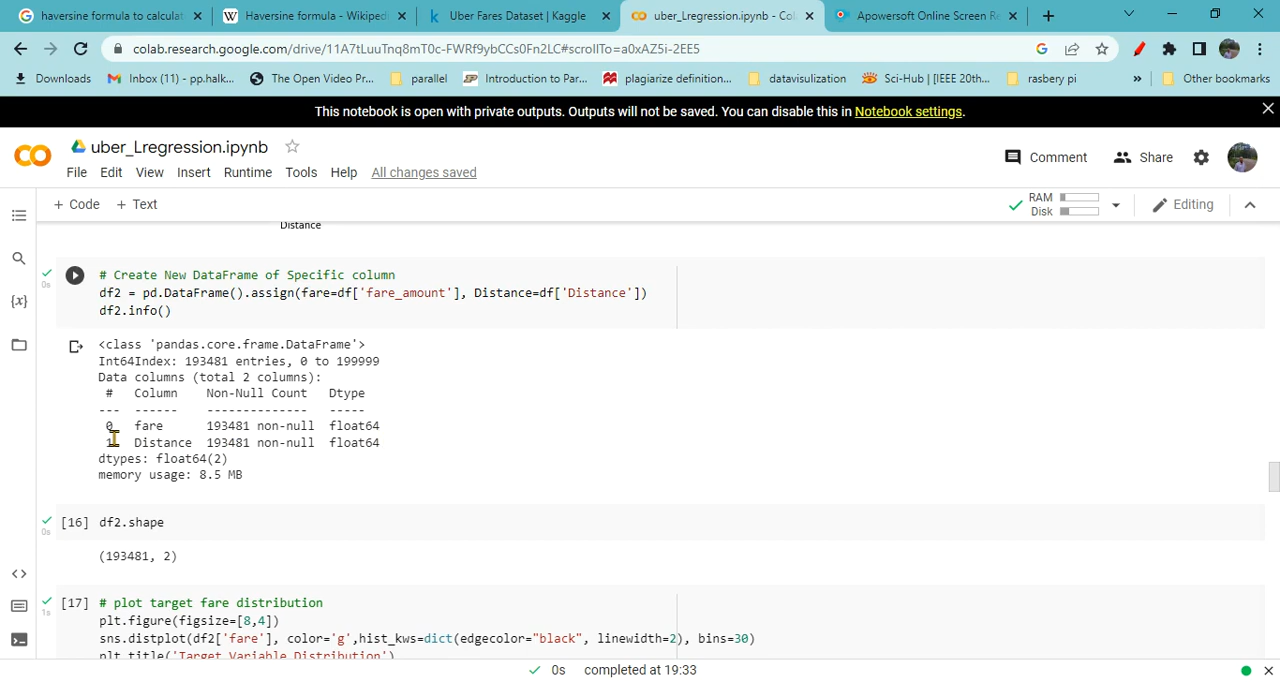 haversine formula to calculat
Haversine formula - Wikipedi
Uber Fares Dataset | Kaggle
uber_Lregression.ipynb - Co
Apowersoft Online Screen Re
colab.research.google.com/drive/11A7tLuuTnq8mT0c-FWRf9ybCCs0Fn2LC#scrollTo=a0xAZ5i-2EE5
Downloads
Inbox (11) - pp.halk...
The Open Video Pr...
parallel
Introduction to Par...
plagiarize definition...
datavisulization
Sci-Hub | [IEEE 20th...
rasbery pi
»
Other bookmarks
This notebook is open with private outputs. Outputs will not be saved. You can disable this in Notebook settings.
uber_Lregression.ipynb
Comment
Share
File Edit View Insert Runtime Tools Help All changes saved
+ Code + Text
RAM
Disk
Editing
Distance
# Create New DataFrame of Specific column
df2 = pd.DataFrame().assign(fare=df['fare_amount'], Distance=df['Distance'])
df2.info()
0s
<class 'pandas.core.frame.DataFrame'>
Int64Index: 193481 entries, 0 to 199999
Data columns (total 2 columns):
# Column Non-Null Count Dtype
--- ------ -------------- -----
0 fare 193481 non-null float64
1 Distance 193481 non-null float64
dtypes: float64(2)
memory usage: 8.5 MB
[16] df2.shape
0s
(193481, 2)
[17] # plot target fare distribution
1s
plt.figure(figsize=[8,4])
sns.distplot(df2['fare'], color='g',hist_kws=dict(edgecolor="black", linewidth=2), bins=30)
plt.title('Target Variable Distribution')
0s completed at 19:33